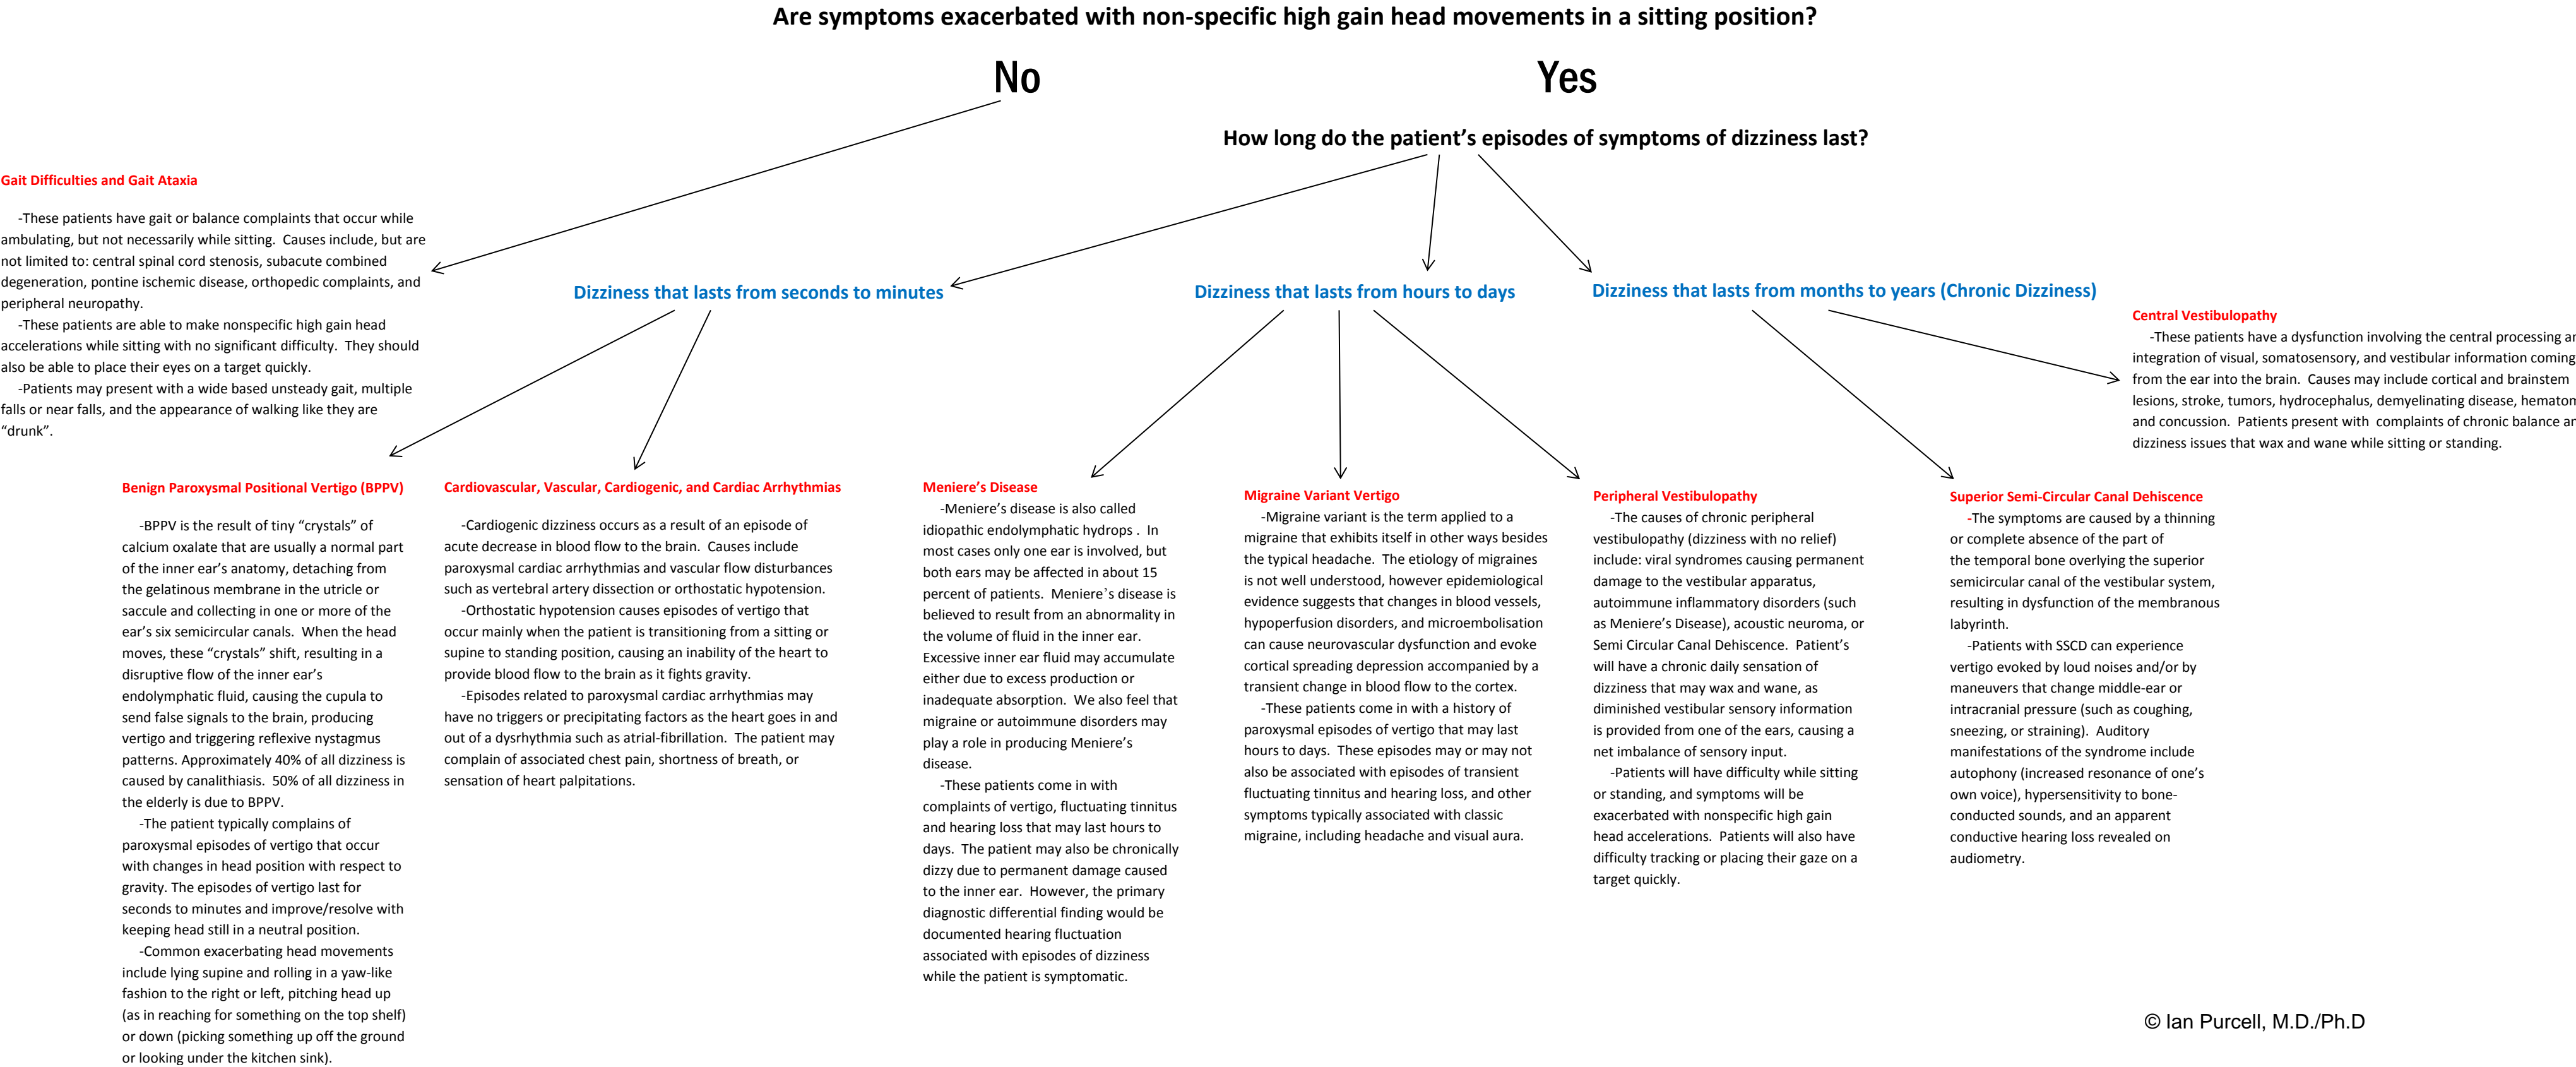 Are symptoms exacerbated with non-specific high gain head movements in a sitting position?
No
Yes
How long do the patient’s episodes of symptoms of dizziness last?
Gait Difficulties and Gait Ataxia
-These patients have gait or balance complaints that occur while
ambulating, but not necessarily while sitting. Causes include, but are
not limited to: central spinal cord stenosis, subacute combined
degeneration, pontine ischemic disease, orthopedic complaints, and
peripheral neuropathy.
-These patients are able to make nonspecific high gain head
accelerations while sitting with no significant difficulty. They should
also be able to place their eyes on a target quickly.
-Patients may present with a wide based unsteady gait, multiple
falls or near falls, and the appearance of walking like they are
“drunk”.
Dizziness that lasts from seconds to minutes
Dizziness that lasts from hours to days
Dizziness that lasts from months to years (Chronic Dizziness)
Central Vestibulopathy
-These patients have a dysfunction involving the central processing
integration of visual, somatosensory, and vestibular information coming
from the ear into the brain. Causes may include cortical and brainstem
lesions, stroke, tumors, hydrocephalus, demyelinating disease,
and concussion. Patients present with complaints of chronic balance
dizziness issues that wax and wane while sitting or standing.
Benign Paroxysmal Positional Vertigo (BPPV)
-BPPV is the result of tiny “crystals” of
calcium oxalate that are usually a normal part
of the inner ear’s anatomy, detaching from
the gelatinous membrane in the utricle or
saccule and collecting in one or more of the
ear’s six semicircular canals. When the head
moves, these “crystals” shift, resulting in a
disruptive flow of the inner ear’s
endolymphatic fluid, causing the cupula to
send false signals to the brain, producing
vertigo and triggering reflexive nystagmus
patterns. Approximately 40% of all dizziness is
caused by canalithiasis. 50% of all dizziness in
the elderly is due to BPPV.
-The patient typically complains of
paroxysmal episodes of vertigo that occur
with changes in head position with respect to
gravity. The episodes of vertigo last for
seconds to minutes and improve/resolve with
keeping head still in a neutral position.
-Common exacerbating head movements
include lying supine and rolling in a yaw-like
fashion to the right or left, pitching head up
(as in reaching for something on the top shelf)
or down (picking something up off the ground
or looking under the kitchen sink).
Cardiovascular, Vascular, Cardiogenic, and Cardiac Arrhythmias
-Cardiogenic dizziness occurs as a result of an episode of
acute decrease in blood flow to the brain. Causes include
paroxysmal cardiac arrhythmias and vascular flow disturbances
such as vertebral artery dissection or orthostatic hypotension.
-Orthostatic hypotension causes episodes of vertigo that
occur mainly when the patient is transitioning from a sitting or
supine to standing position, causing an inability of the heart to
provide blood flow to the brain as it fights gravity.
-Episodes related to paroxysmal cardiac arrhythmias may
have no triggers or precipitating factors as the heart goes in and
out of a dysrhythmia such as atrial-fibrillation. The patient may
complain of associated chest pain, shortness of breath, or
sensation of heart palpitations.
Meniere’s Disease
-Meniere’s disease is also called
idiopathic endolymphatic hydrops . In
most cases only one ear is involved, but
both ears may be affected in about 15
percent of patients. Meniere`s disease is
believed to result from an abnormality in
the volume of fluid in the inner ear.
Excessive inner ear fluid may accumulate
either due to excess production or
inadequate absorption. We also feel that
migraine or autoimmune disorders may
play a role in producing Meniere’s
disease.
-These patients come in with
complaints of vertigo, fluctuating tinnitus
and hearing loss that may last hours to
days. The patient may also be chronically
dizzy due to permanent damage caused
to the inner ear. However, the primary
diagnostic differential finding would be
documented hearing fluctuation
associated with episodes of dizziness
while the patient is symptomatic.
Migraine Variant Vertigo
-Migraine variant is the term applied to a
migraine that exhibits itself in other ways besides
the typical headache. The etiology of migraines
is not well understood, however epidemiological
evidence suggests that changes in blood vessels,
hypoperfusion disorders, and microembolisation
can cause neurovascular dysfunction and evoke
cortical spreading depression accompanied by a
transient change in blood flow to the cortex.
-These patients come in with a history of
paroxysmal episodes of vertigo that may last
hours to days. These episodes may or may not
also be associated with episodes of transient
fluctuating tinnitus and hearing loss, and other
symptoms typically associated with classic
migraine, including headache and visual aura.
Peripheral Vestibulopathy
-The causes of chronic peripheral
vestibulopathy (dizziness with no relief)
include: viral syndromes causing permanent
damage to the vestibular apparatus,
autoimmune inflammatory disorders (such
as Meniere’s Disease), acoustic neuroma, or
Semi Circular Canal Dehiscence. Patient’s
will have a chronic daily sensation of
dizziness that may wax and wane, as
diminished vestibular sensory information
is provided from one of the ears, causing a
net imbalance of sensory input.
-Patients will have difficulty while sitting
or standing, and symptoms will be
exacerbated with nonspecific high gain
head accelerations. Patients will also have
difficulty tracking or placing their gaze on a
target quickly.
Superior Semi-Circular Canal Dehiscence
-The symptoms are caused by a thinning
or complete absence of the part of
the temporal bone overlying the superior
semicircular canal of the vestibular system,
resulting in dysfunction of the membranous
labyrinth.
-Patients with SSCD can experience
vertigo evoked by loud noises and/or by
maneuvers that change middle-ear or
intracranial pressure (such as coughing,
sneezing, or straining). Auditory
manifestations of the syndrome include
autophony (increased resonance of one’s
own voice), hypersensitivity to bone-
conducted sounds, and an apparent
conductive hearing loss revealed on
audiometry.
© Ian Purcell, M.D./Ph.D